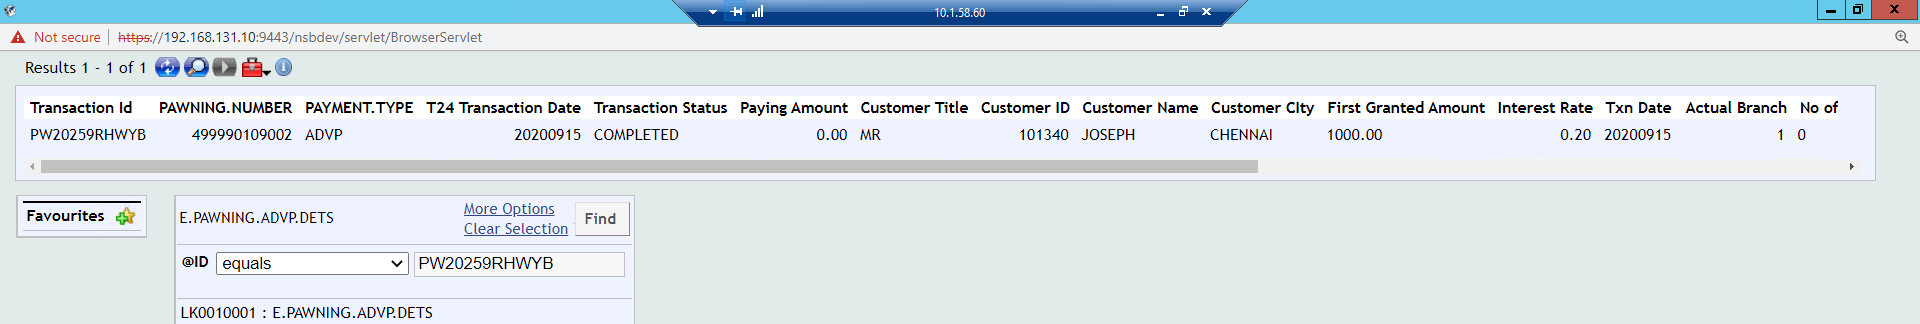 10.1.58.60
Not secure https://192.168.131.10:9443/nsbdev/servlet/BrowserServlet
Results 1 - 1 of 1
Transaction Id PAWNING.NUMBER PAYMENT.TYPE T24 Transaction Date Transaction Status Paying Amount Customer Title Customer ID Customer Name Customer CIty First Granted Amount Interest Rate Txn Date Actual Branch No of
PW20259RHWYB 499990109002 ADVP 20200915 COMPLETED 0.00 MR 101340 JOSEPH CHENNAI 1000.00 0.20 20200915 1 0
Favourites
E.PAWNING.ADVP.DETS
More Options
Clear Selection
Find
@ID equals PW20259RHWYB
LK0010001 : E.PAWNING.ADVP.DETS